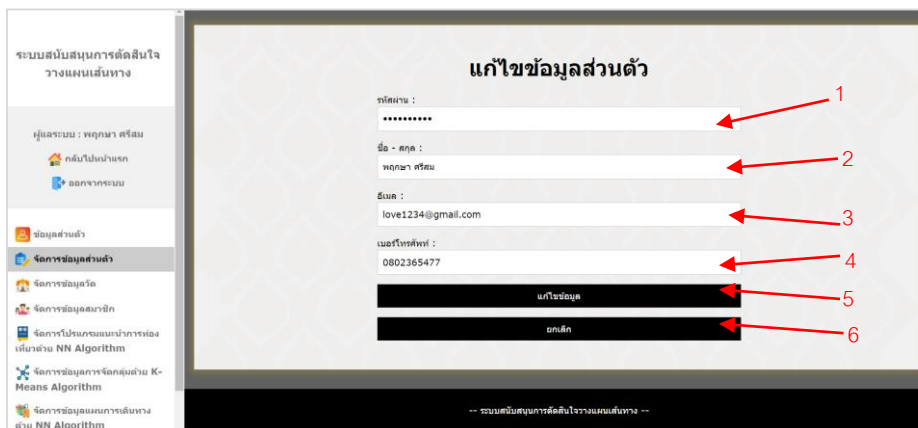 ระบบสนับสนุนการตัดสินใจ
วางแผนเส้นทาง
ผู้แลระบบ : พฤกษา ศรีสม
กลับไปหน้าแรก
ออกจากระบบ
ข้อมูลส่วนตัว
จัดการข้อมูลส่วนตัว
จัดการข้อมูลวัด
จัดการข้อมูลสมาชิก
จัดการโปรแกรมแนะนำการท่อง
เที่ยวด้วย NN Algorithm
จัดการข้อมูลการจัดกลุ่มด้วย K-
Means Algorithm
จัดการข้อมูลแผนการเดินทาง
ด้วย NN Algorithm
แก้ไขข้อมูลส่วนตัว
รหัสผ่าน :
••••••••••
1
ชื่อ - สกุล :
พฤกษา ศรีสม
2
อีเมล :
love1234@gmail.com
3
เบอร์โทรศัพท์ :
0802365477
4
แก้ไขข้อมูล
5
ยกเลิก
6
-- ระบบสนับสนุนการตัดสินใจวางแผนเส้นทาง --